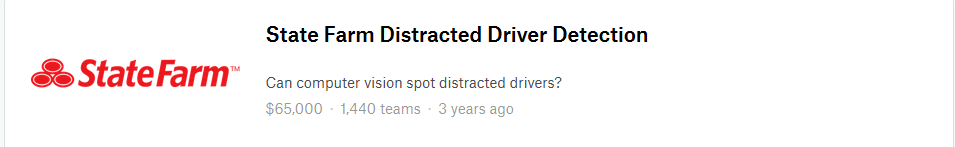 State Farm Distracted Driver Detection
StateFarm™
Can computer vision spot distracted drivers?
$65,000 · 1,440 teams · 3 years ago